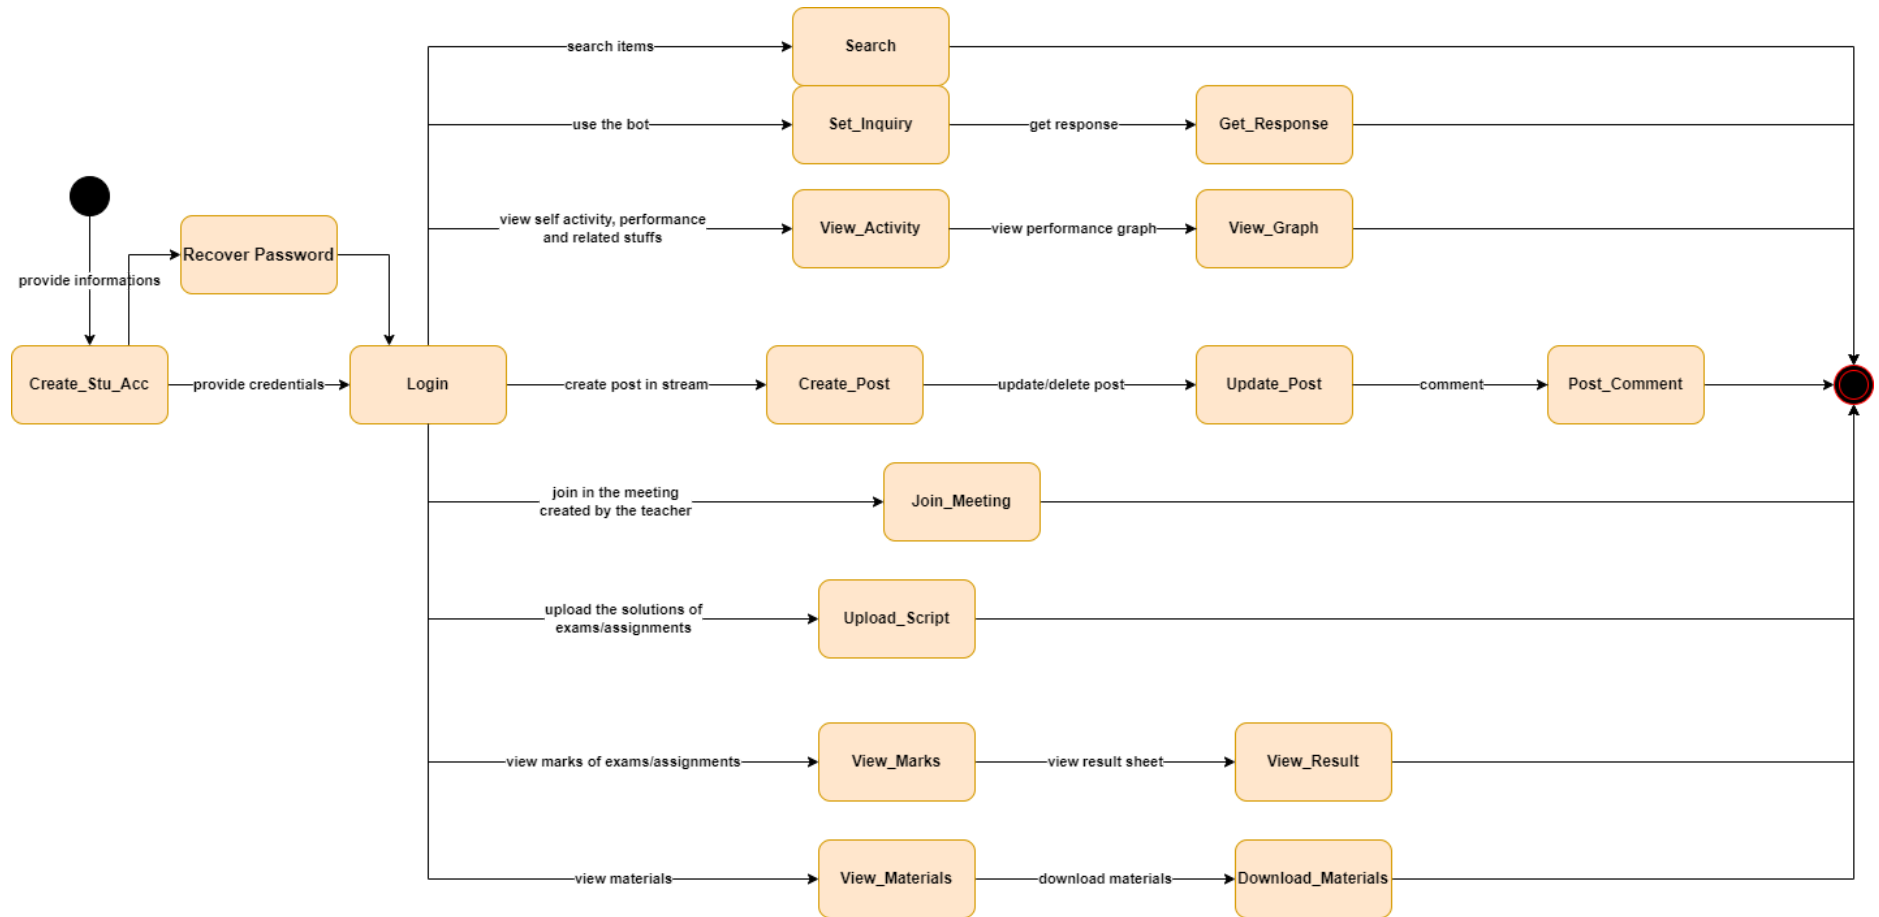 search items
Search
use the bot
Set_Inquiry
get response
Get_Response
view self activity, performance
and related stuffs
View_Activity
view performance graph
View_Graph
Recover Password
provide informations
Create_Stu_Acc
provide credentials
Login
create post in stream
Create_Post
update/delete post
Update_Post
comment
Post_Comment
join in the meeting
created by the teacher
Join_Meeting
upload the solutions of
exams/assignments
Upload_Script
view marks of exams/assignments
View_Marks
view result sheet
View_Result
view materials
View_Materials
download materials
Download_Materials